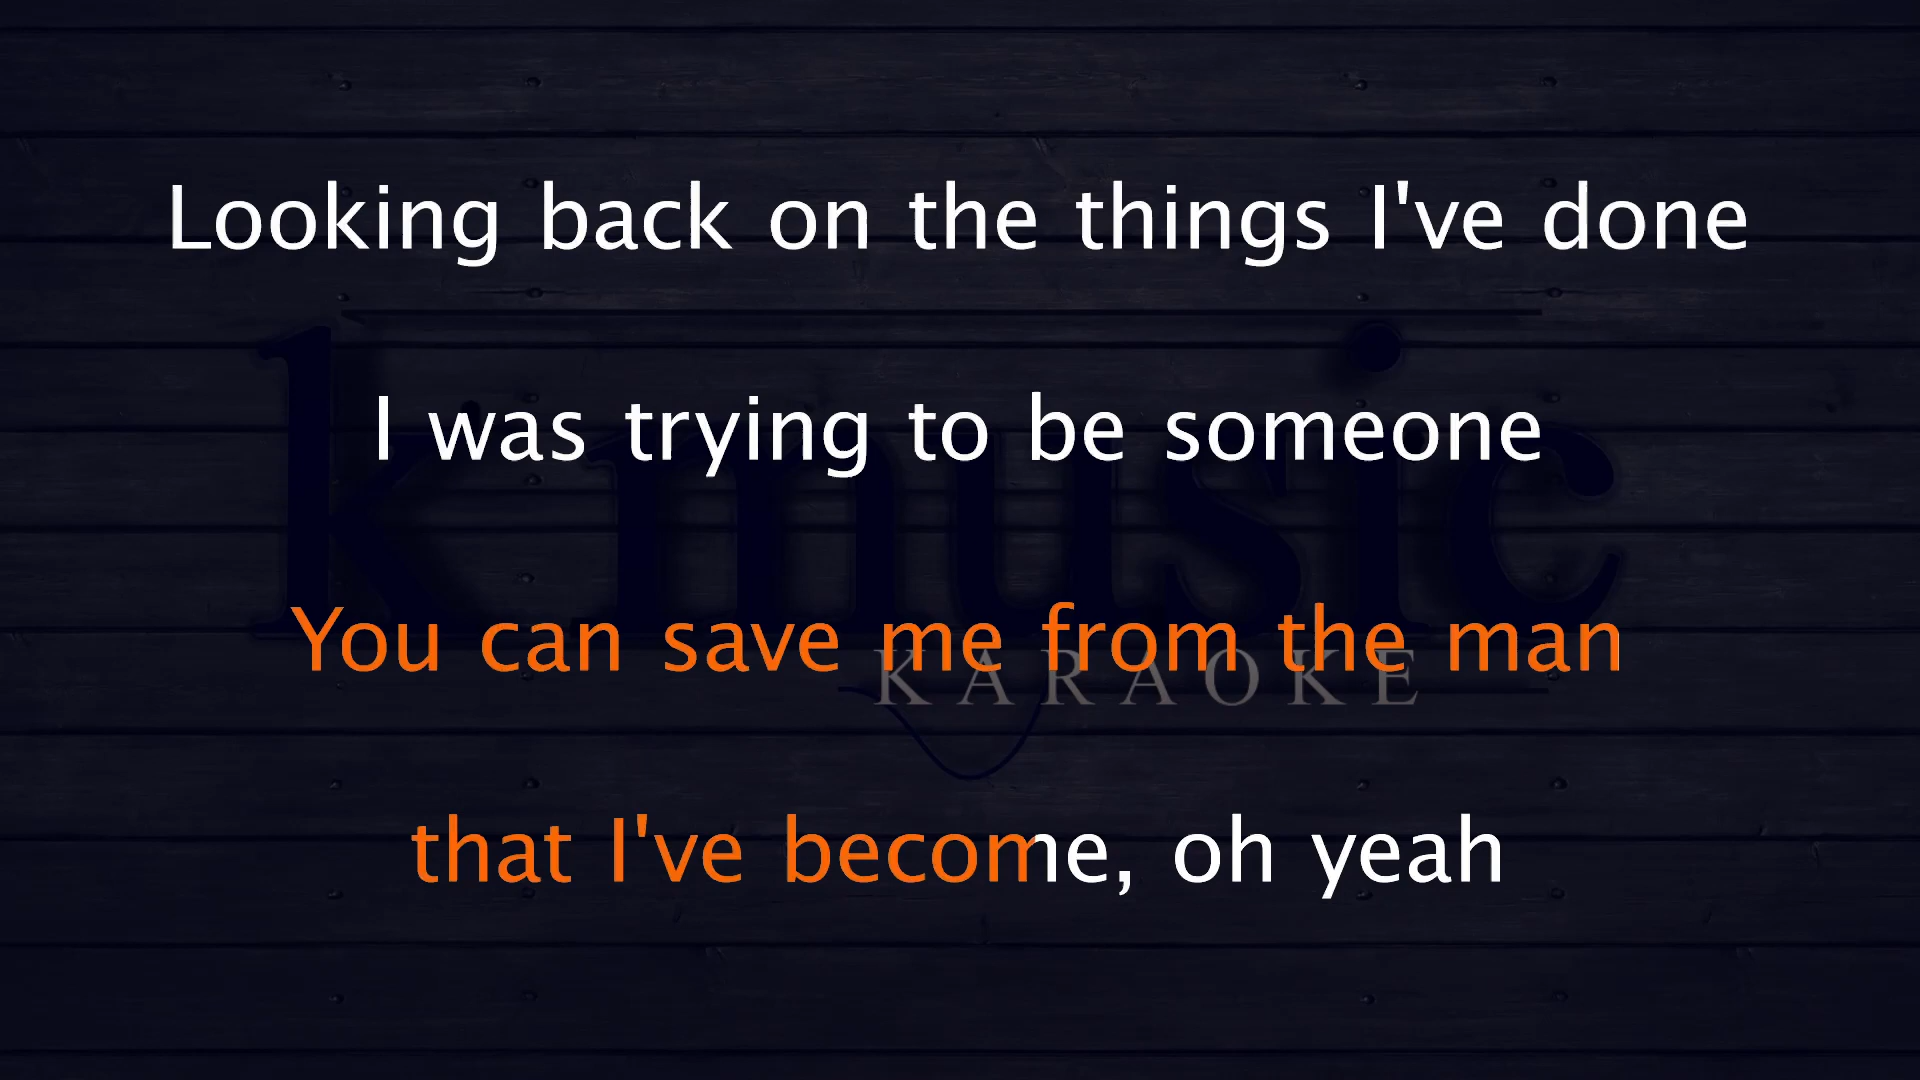 Looking back on the things I've done
I was trying to be someone
kmusic
You can save me from the man
KARAOKE
that I've become, oh yeah